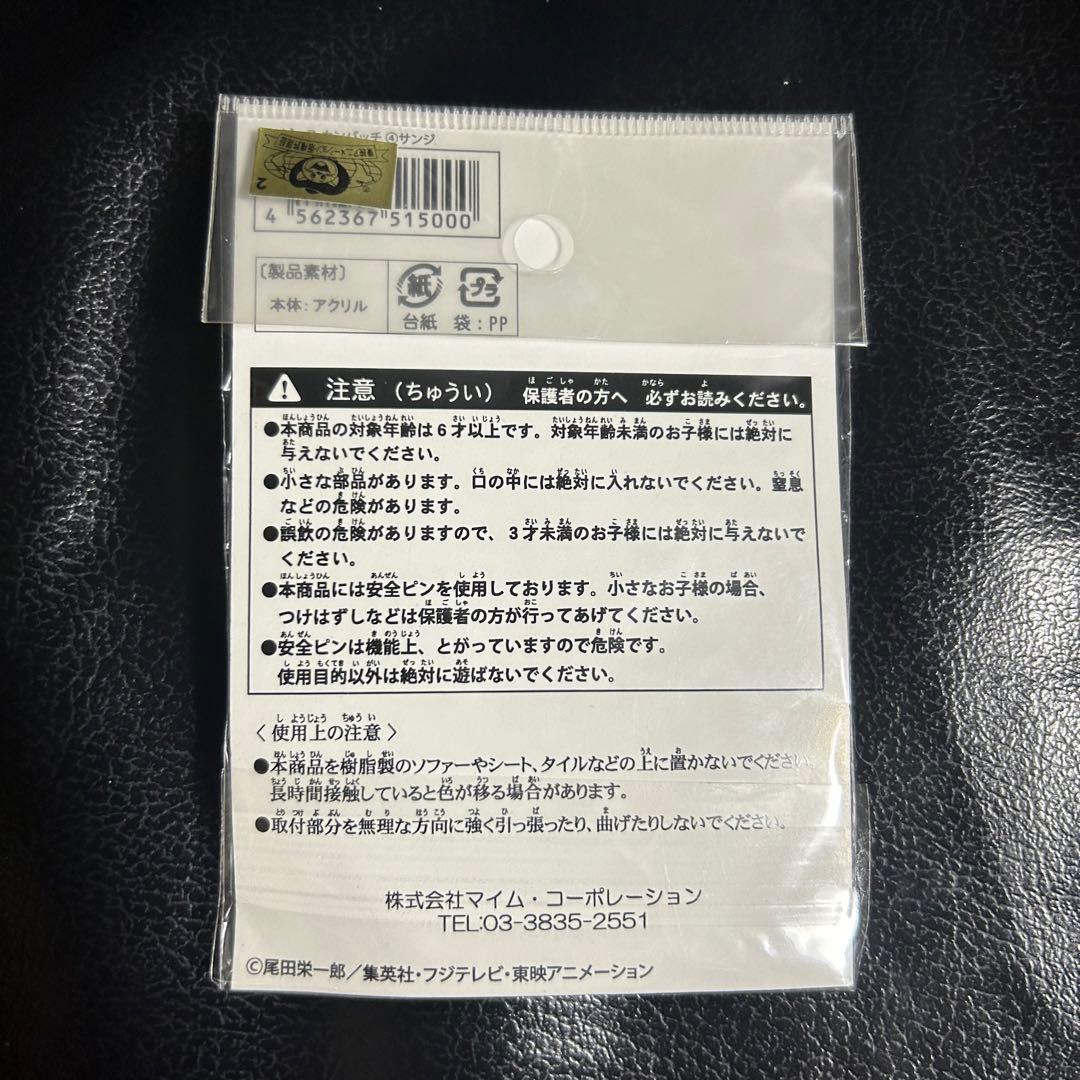 ンバッチ ④サンジ
東映アニメーション
2
4 562367 515000
〔製品素材〕
本体：アクリル
紙 プラ
台紙 袋：PP
注意（ちゅうい） 保護者の方へ 必ずお読みください。
●本商品の対象年齢は6才以上です。対象年齢未満のお子様には絶対に
与えないでください。
●小さな部品があります。口の中には絶対に入れないでください。窒息
などの危険があります。
●誤飲の危険がありますので、3才未満のお子様には絶対に与えないで
ください。
●本商品には安全ピンを使用しております。小さなお子様の場合、
つけはずしなどは保護者の方が行ってあげてください。
●安全ピンは機能上、とがっていますので危険です。
使用目的以外は絶対に遊ばないでください。
〈使用上の注意〉
●本商品を樹脂製のソファーやシート、タイルなどの上に置かないでください。
長時間接触していると色が移る場合があります。
●取付部分を無理な方向に強く引っ張ったり、曲げたりしないでください。
株式会社マイム・コーポレーション
TEL:03-3835-2551
©尾田栄一郎／集英社・フジテレビ・東映アニメーション